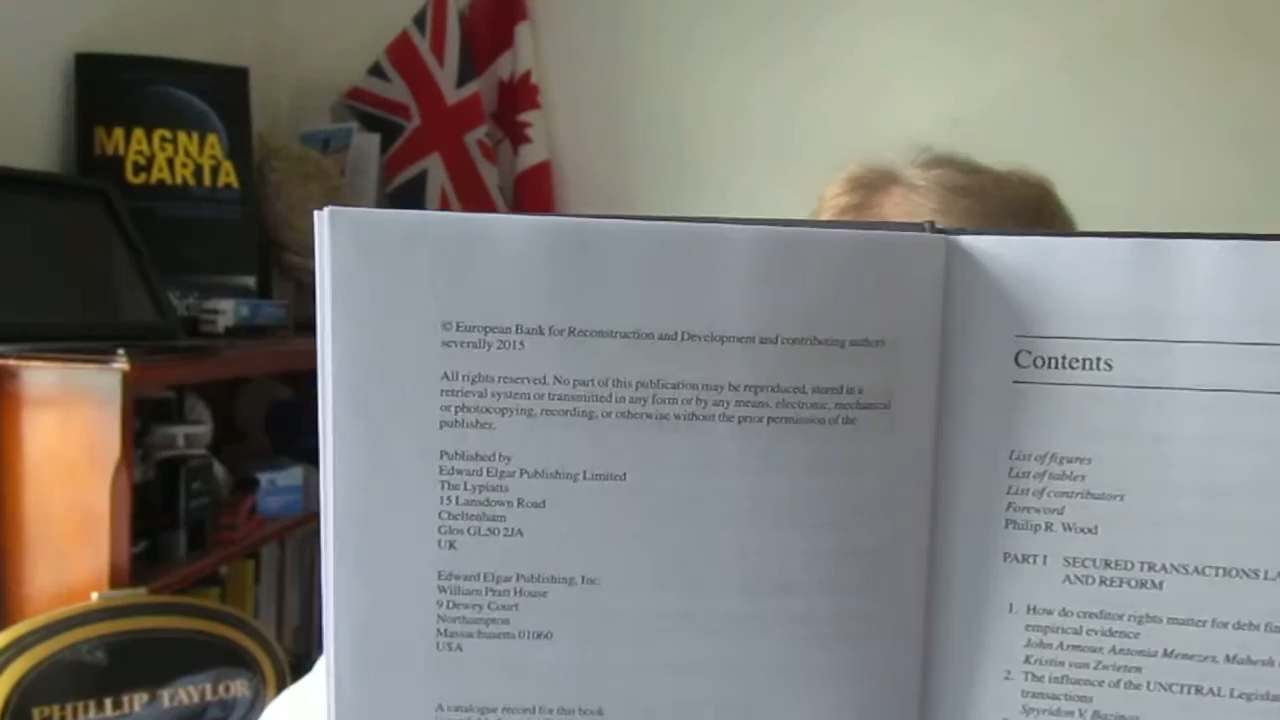 MAGNA
CARTA
© European Bank for Reconstruction and Development and contributing authors
severally 2015
All rights reserved. No part of this publication may be reproduced, stored in a
retrieval system or transmitted in any form or by any means, electronic, mechanical
or photocopying, recording, or otherwise without the prior permission of the
publisher.
Published by
Edward Elgar Publishing Limited
The Lypiatts
15 Lansdown Road
Cheltenham
Glos GL50 2JA
UK
Edward Elgar Publishing, Inc.
William Pratt House
9 Dewey Court
Northampton
Massachusetts 01060
USA
A catalogue record for this book
Contents
List of figures
List of tables
List of contributors
Foreword
Philip R. Wood
PART I SECURED TRANSACTIONS LA
AND REFORM
1. How do creditor rights matter for debt fin
empirical evidence
John Armour, Antonia Menezes, Mahesh
Kristin van Zwieten
2. The influence of the UNCITRAL Legisla
transactions
Spyridon V. Bazinas
PHILLIP TAYLOR